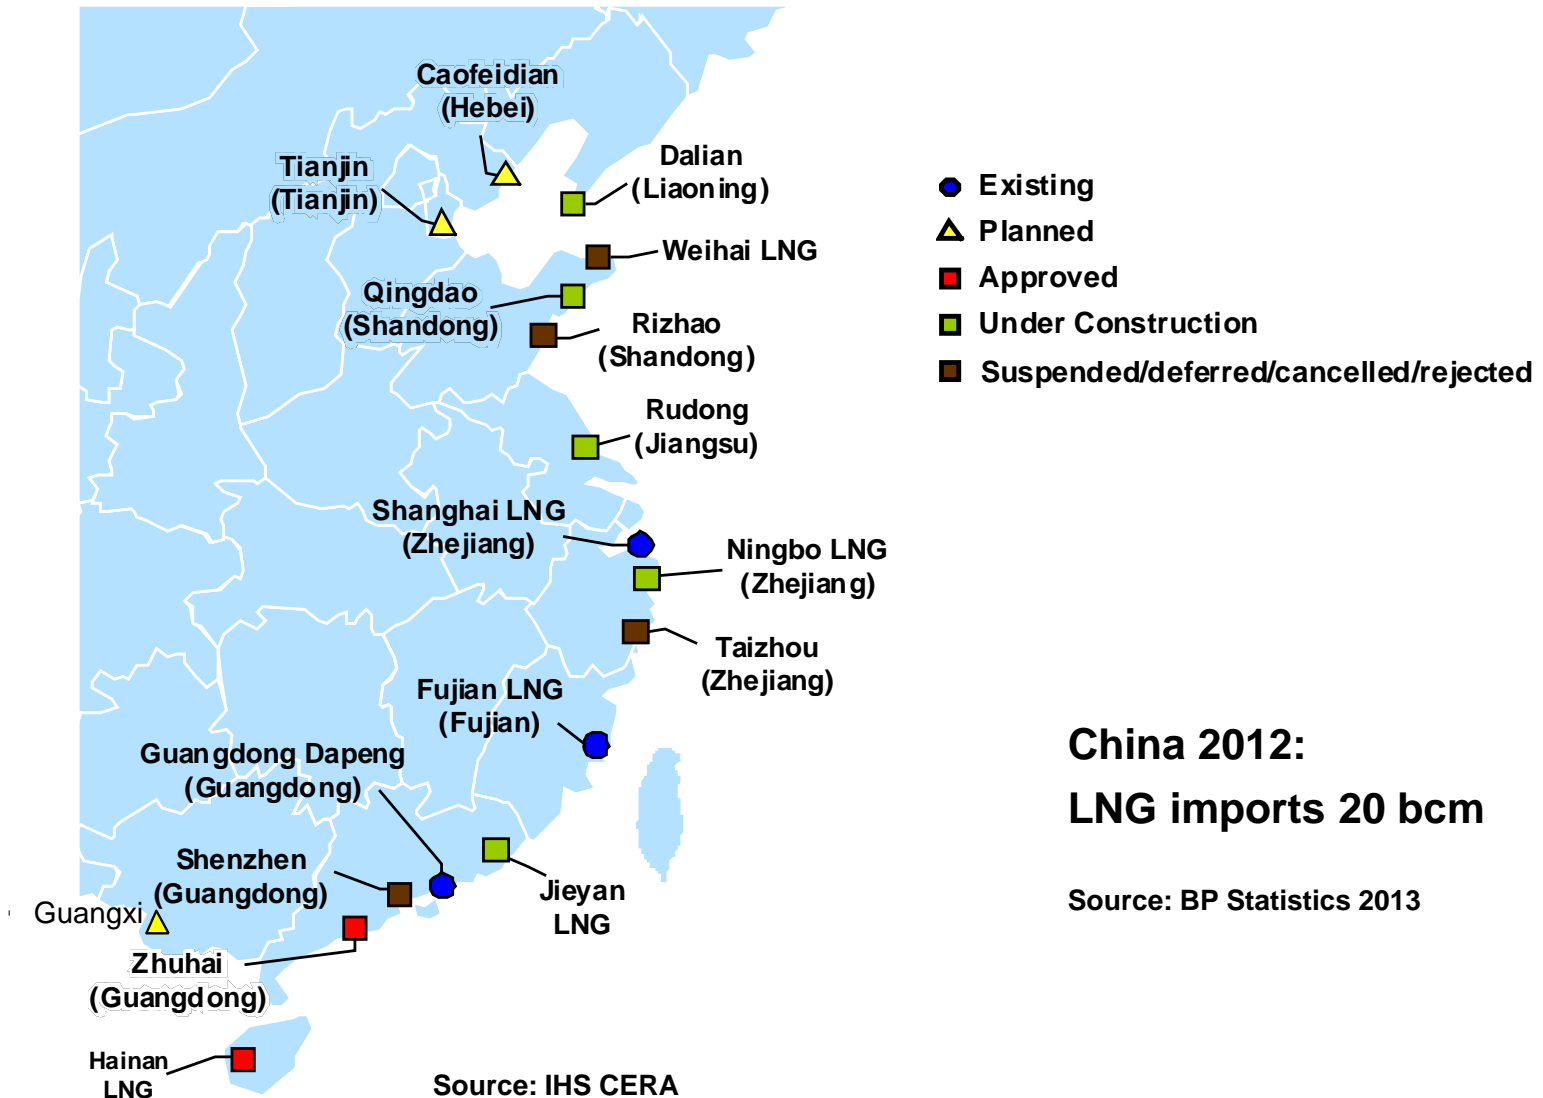 Caofeidian
(Hebei)
Tianjin
(Tianjin)
Dalian
(Liaoning)
Weihai LNG
Qingdao
(Shandong)
Rizhao
(Shandong)
Rudong
(Jiangsu)
Shanghai LNG
(Zhejiang)
Ningbo LNG
(Zhejiang)
Taizhou
(Zhejiang)
Fujian LNG
(Fujian)
Guangdong Dapeng
(Guangdong)
Shenzhen
(Guangdong)
Jieyan
LNG
Guangxi
Zhuhai
(Guangdong)
Hainan
LNG
Source: IHS CERA
Existing
Planned
Approved
Under Construction
Suspended/deferred/cancelled/rejected
China 2012:
LNG imports 20 bcm
Source: BP Statistics 2013